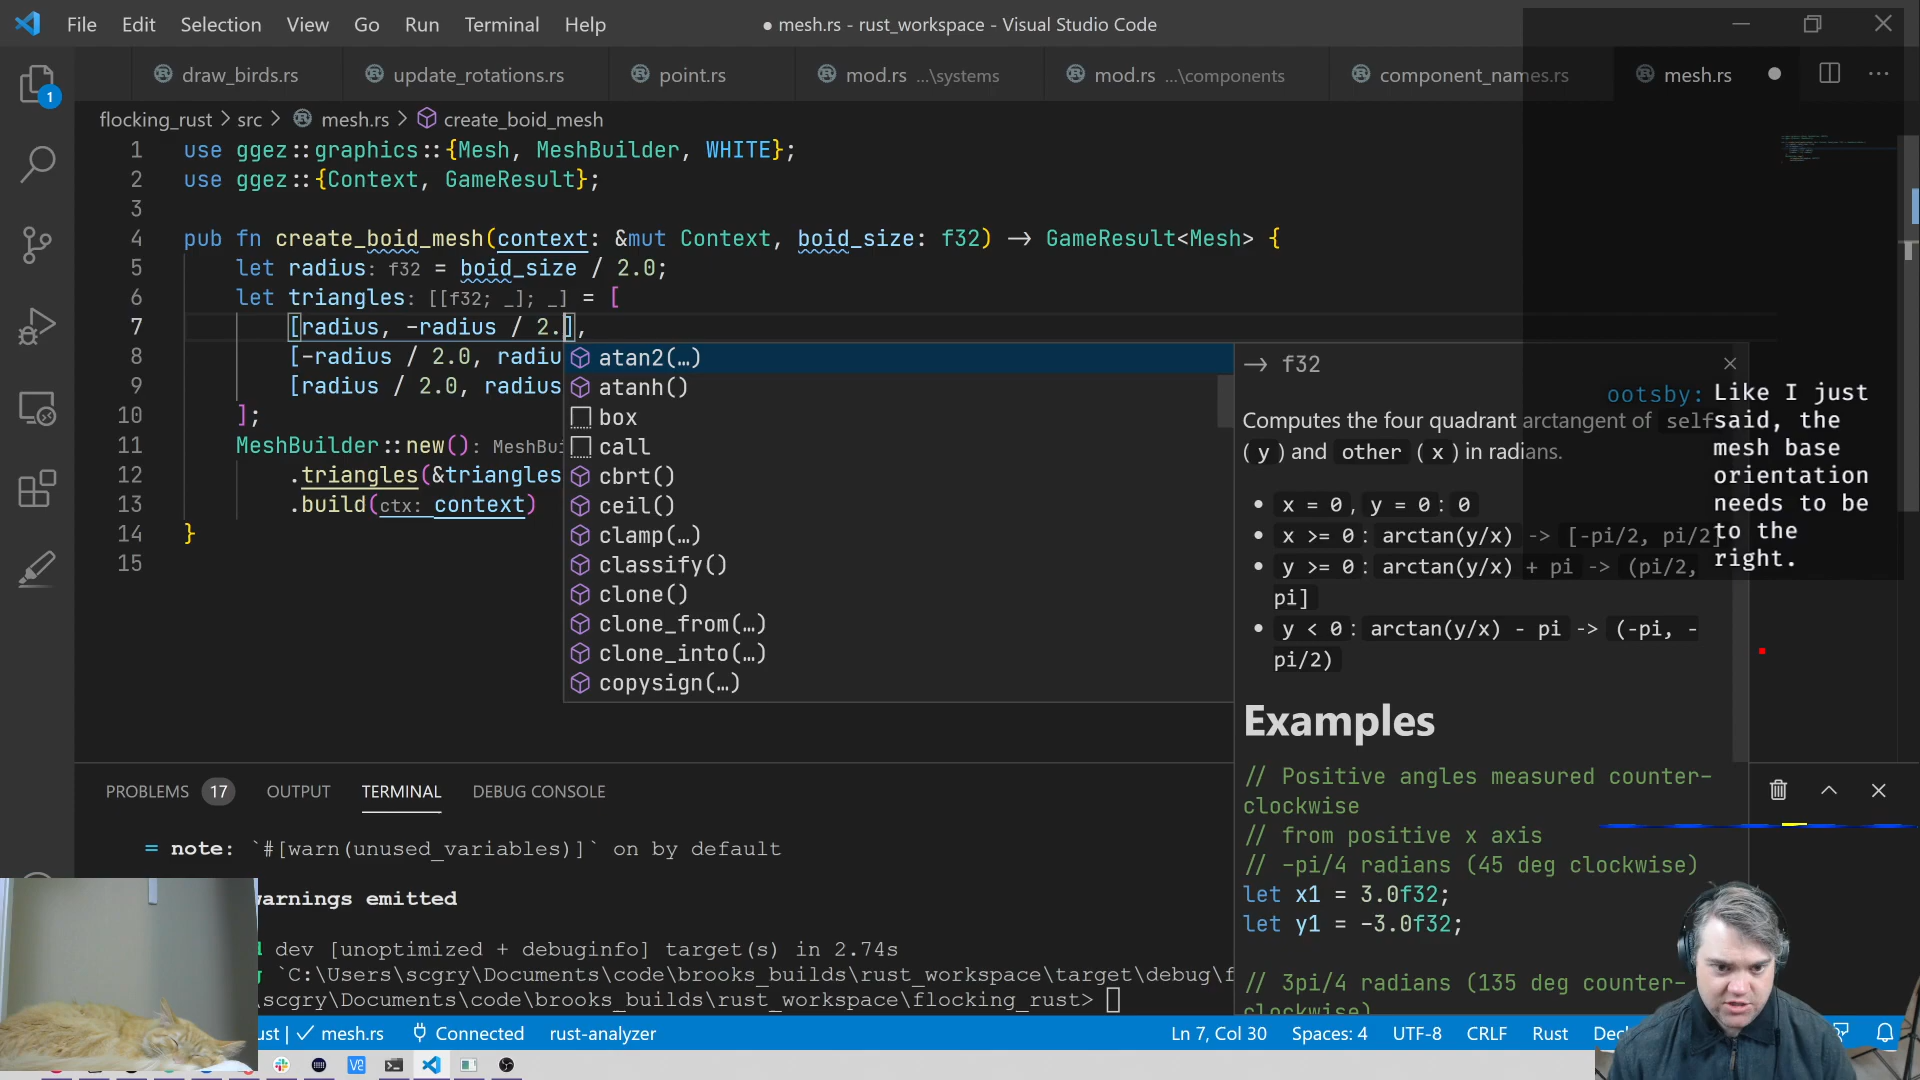 File Edit Selection View Go Run Terminal Help
● mesh.rs - rust_workspace - Visual Studio Code
draw_birds.rs update_rotations.rs point.rs mod.rs ...\systems mod.rs ...\components component_names.rs mesh.rs
1
flocking_rust > src > mesh.rs > create_boid_mesh
1 use ggez::graphics::{Mesh, MeshBuilder, WHITE};
2 use ggez::{Context, GameResult};
3
4 pub fn create_boid_mesh(context: &mut Context, boid_size: f32) → GameResult<Mesh> {
5 let radius: f32 = boid_size / 2.0;
6 let triangles: [[f32; _]; _] = [
7 [radius, -radius / 2.],
8 [-radius / 2.0, radiu
9 [radius / 2.0, radius
10 ];
11 MeshBuilder::new(): MeshBui
12 .triangles(&triangles
13 .build(ctx: context)
14 }
15
atan2(…)
atanh()
box
call
cbrt()
ceil()
clamp(…)
classify()
clone()
clone_from(…)
clone_into(…)
copysign(…)
→ f32
Computes the four quadrant arctangent of self
(y) and other (x) in radians.
• x = 0, y = 0: 0
• x >= 0: arctan(y/x) -> [-pi/2, pi/2]
• y >= 0: arctan(y/x) + pi -> (pi/2,
pi]
• y < 0: arctan(y/x) - pi -> (-pi, -
pi/2)
Examples
// Positive angles measured counter-
clockwise
// from positive x axis
// -pi/4 radians (45 deg clockwise)
let x1 = 3.0f32;
let y1 = -3.0f32;
// 3pi/4 radians (135 deg counter-
clockwise)
ootsby: Like I just
said, the
mesh base
orientation
needs to be
to the
right.
PROBLEMS 17 OUTPUT TERMINAL DEBUG CONSOLE
= note: `#[warn(unused_variables)]` on by default
warnings emitted
dev [unoptimized + debuginfo] target(s) in 2.74s
`C:\Users\scgry\Documents\code\brooks_builds\rust_workspace\target\debug\f
\scgry\Documents\code\brooks_builds\rust_workspace\flocking_rust>
mesh.rs Connected rust-analyzer Ln 7, Col 30 Spaces: 4 UTF-8 CRLF Rust